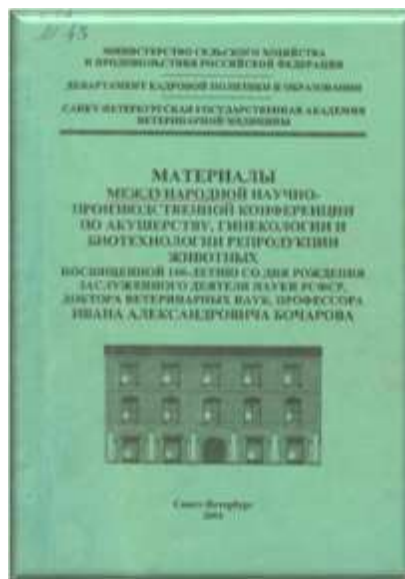 МИНИСТЕРСТВО СЕЛЬСКОГО ХОЗЯЙСТВА
И ПРОДОВОЛЬСТВИЯ РОССИЙСКОЙ ФЕДЕРАЦИИ
ДЕПАРТАМЕНТ КАДРОВОЙ ПОЛИТИКИ И ОБРАЗОВАНИЯ
САНКТ-ПЕТЕРБУРГСКАЯ ГОСУДАРСТВЕННАЯ АКАДЕМИЯ
ВЕТЕРИНАРНОЙ МЕДИЦИНЫ
МАТЕРИАЛЫ
МЕЖДУНАРОДНОЙ НАУЧНО-
ПРОИЗВОДСТВЕННОЙ КОНФЕРЕНЦИИ
ПО АКУШЕРСТВУ, ГИНЕКОЛОГИИ И
БИОТЕХНОЛОГИИ РЕПРОДУКЦИИ
ЖИВОТНЫХ
ПОСВЯЩЕННОЙ 100-ЛЕТИЮ СО ДНЯ РОЖДЕНИЯ
ЗАСЛУЖЕННОГО ДЕЯТЕЛЯ НАУКИ РСФСР,
ДОКТОРА ВЕТЕРИНАРНЫХ НАУК, ПРОФЕССОРА
ИВАНА АЛЕКСАНДРОВИЧА БОЧАРОВА
Санкт-Петербург
2001